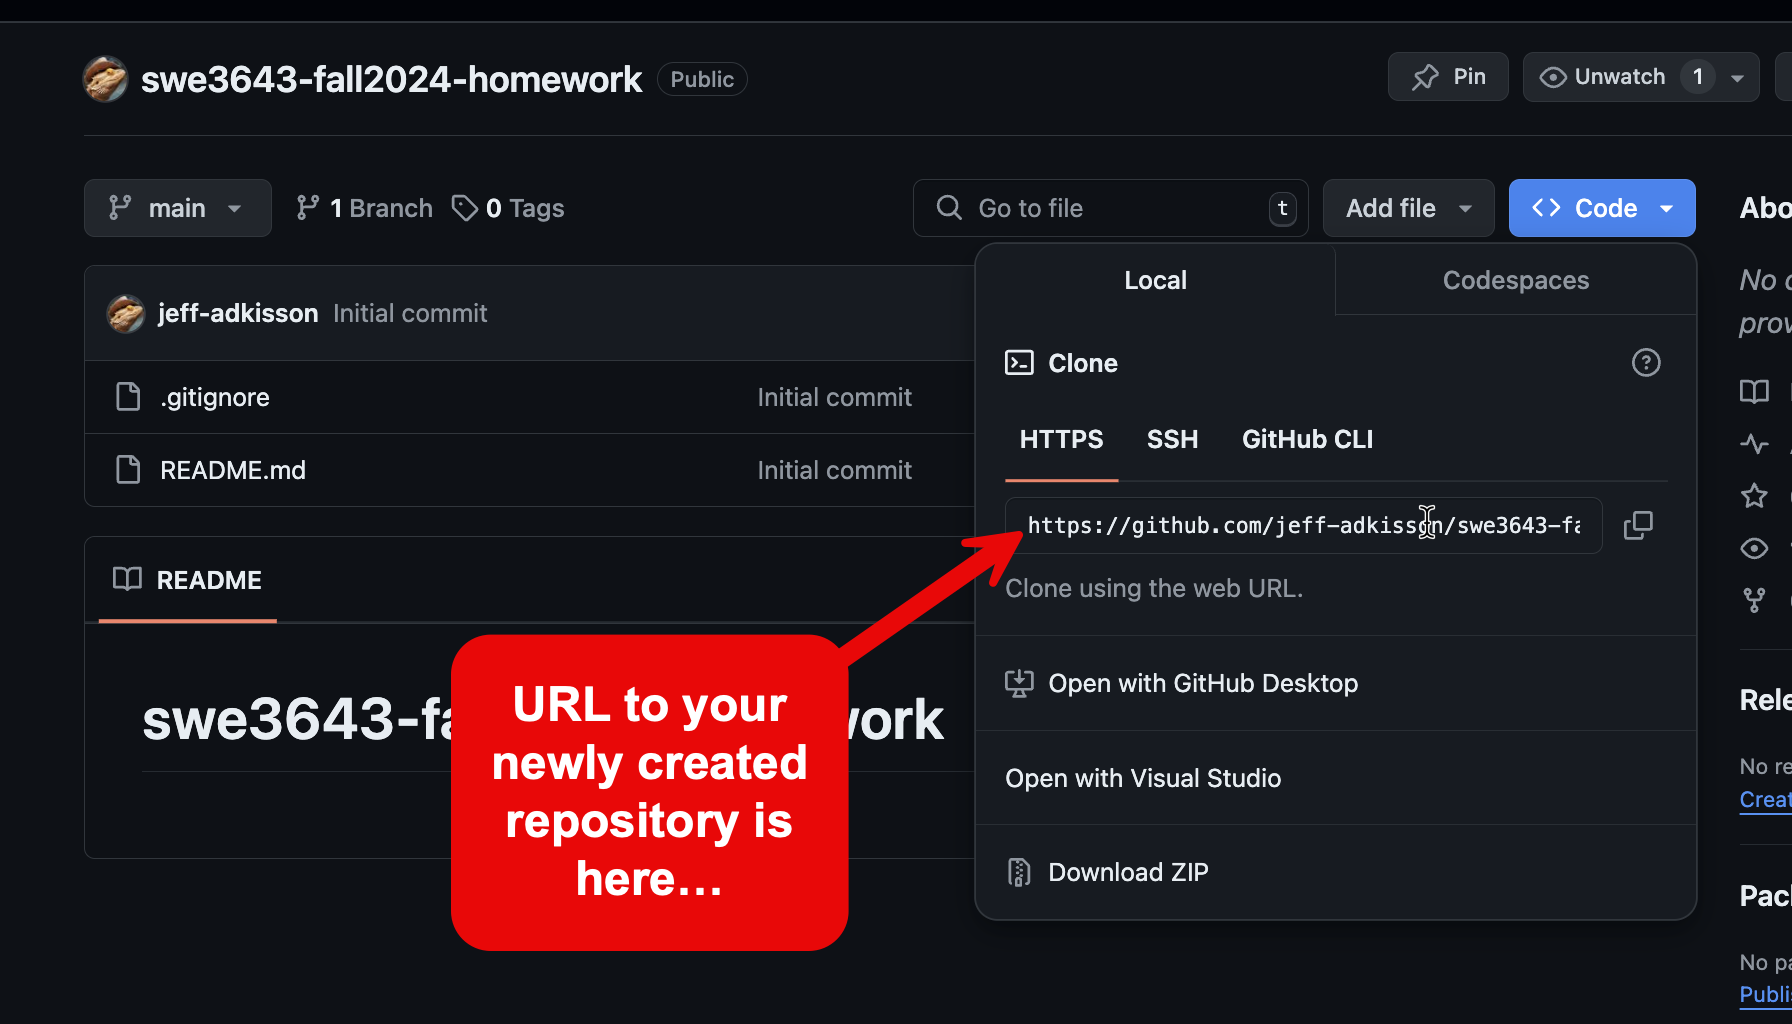 swe3643-fall2024-homework Public
Pin
Unwatch 1
main
1 Branch
0 Tags
Go to file t
Add file
Code
jeff-adkisson Initial commit
.gitignore Initial commit
README.md Initial commit
README
swe3643-fa
work
URL to your
newly created
repository is
here...
Local
Codespaces
Clone
HTTPS
SSH
GitHub CLI
https://github.com/jeff-adkisson/swe3643-fa
Clone using the web URL.
Open with GitHub Desktop
Open with Visual Studio
Download ZIP
Abo
No
prov
Rele
No re
Creat
Pac
No pa
Publi